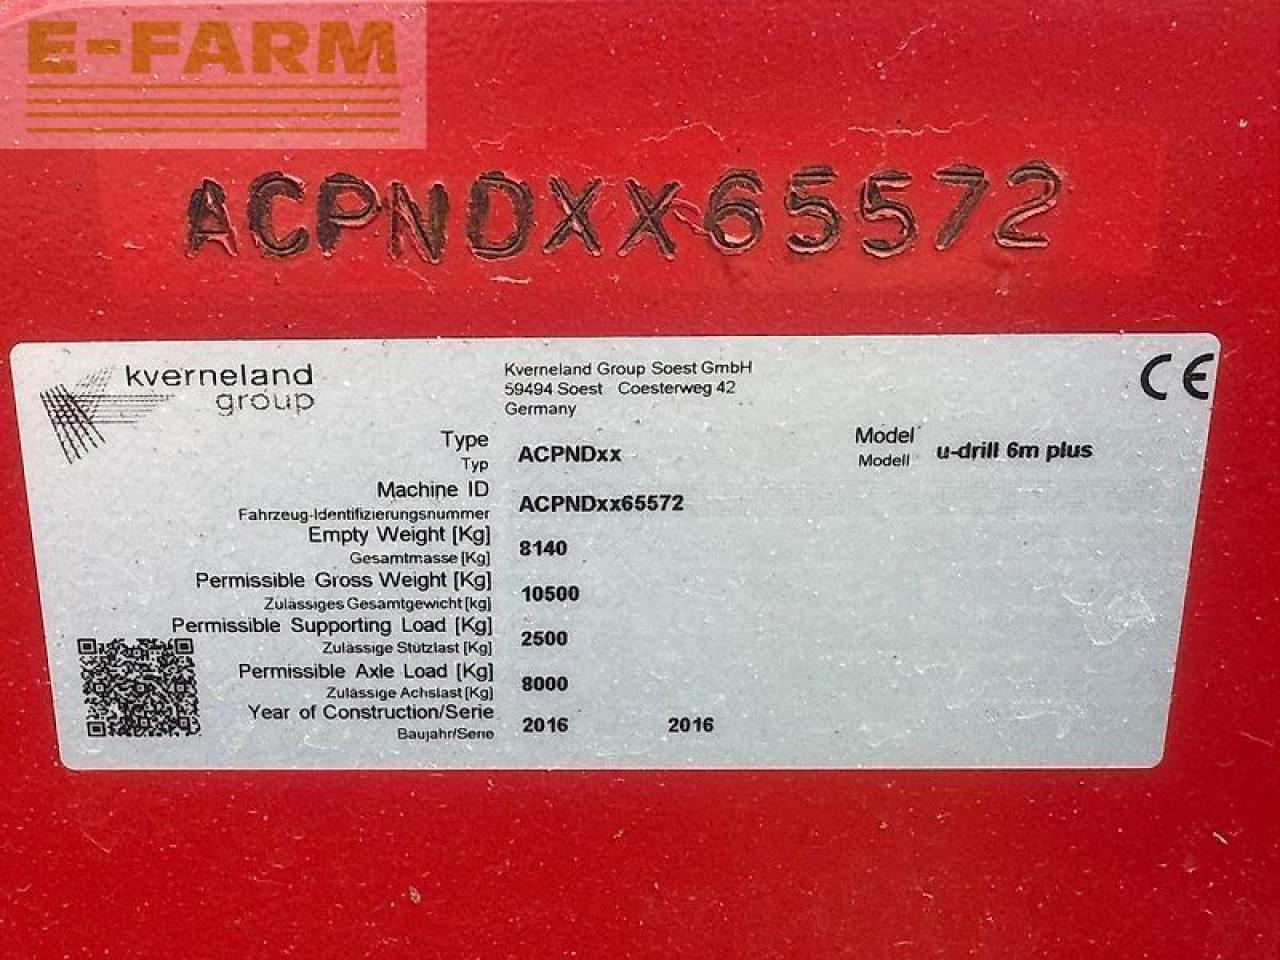 E-FARM
ACPNDXX65572
kverneland
group
Kverneland Group Soest GmbH
59494 Soest Coesterweg 42
Germany
CE
Type
Typ
ACPNDxx
Model
Modell
u-drill 6m plus
Machine ID
Fahrzeug-Identifizierungsnummer
ACPNDxx65572
Empty Weight [Kg]
Gesamtmasse [Kg]
8140
Permissible Gross Weight [Kg]
Zulässiges Gesamtgewicht [kg]
10500
Permissible Supporting Load [Kg]
Zulässige Stützlast [Kg]
2500
Permissible Axle Load [Kg]
Zulässige Achslast [Kg]
8000
Year of Construction/Serie
Baujahr/Serie
2016 2016